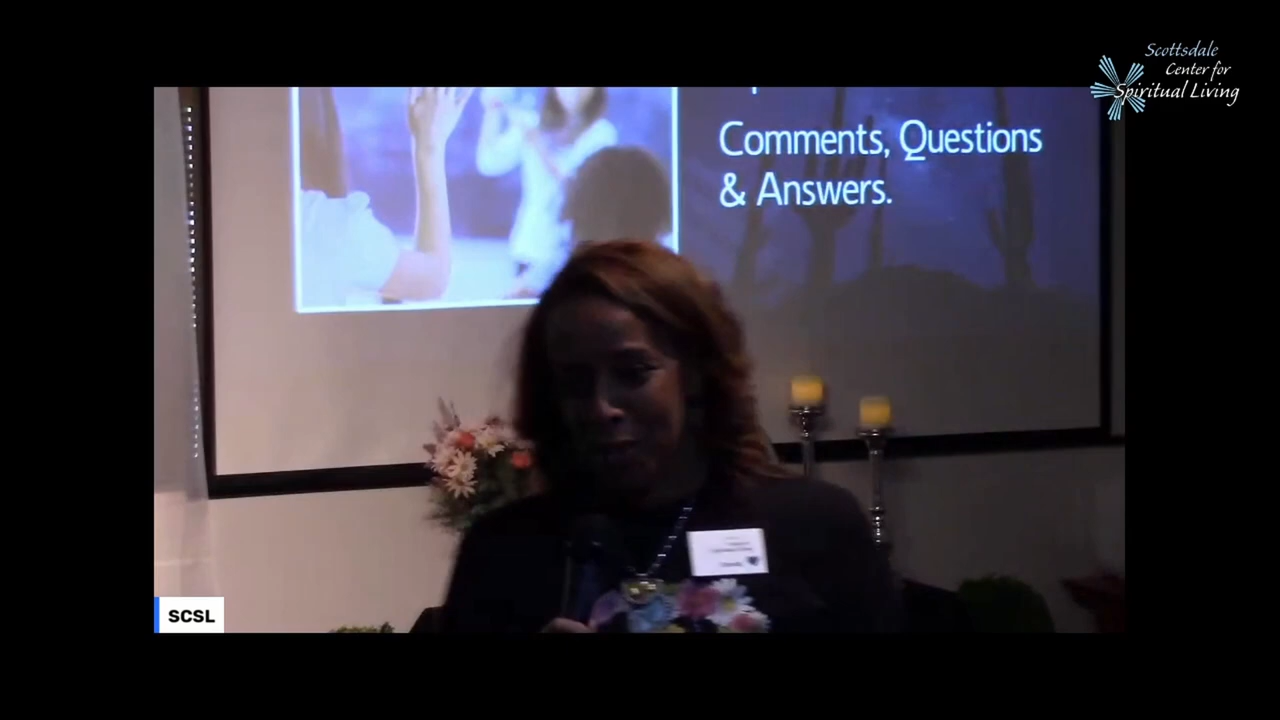 Scottsdale
Center for
Spiritual Living
Comments, Questions
& Answers.
SCSL